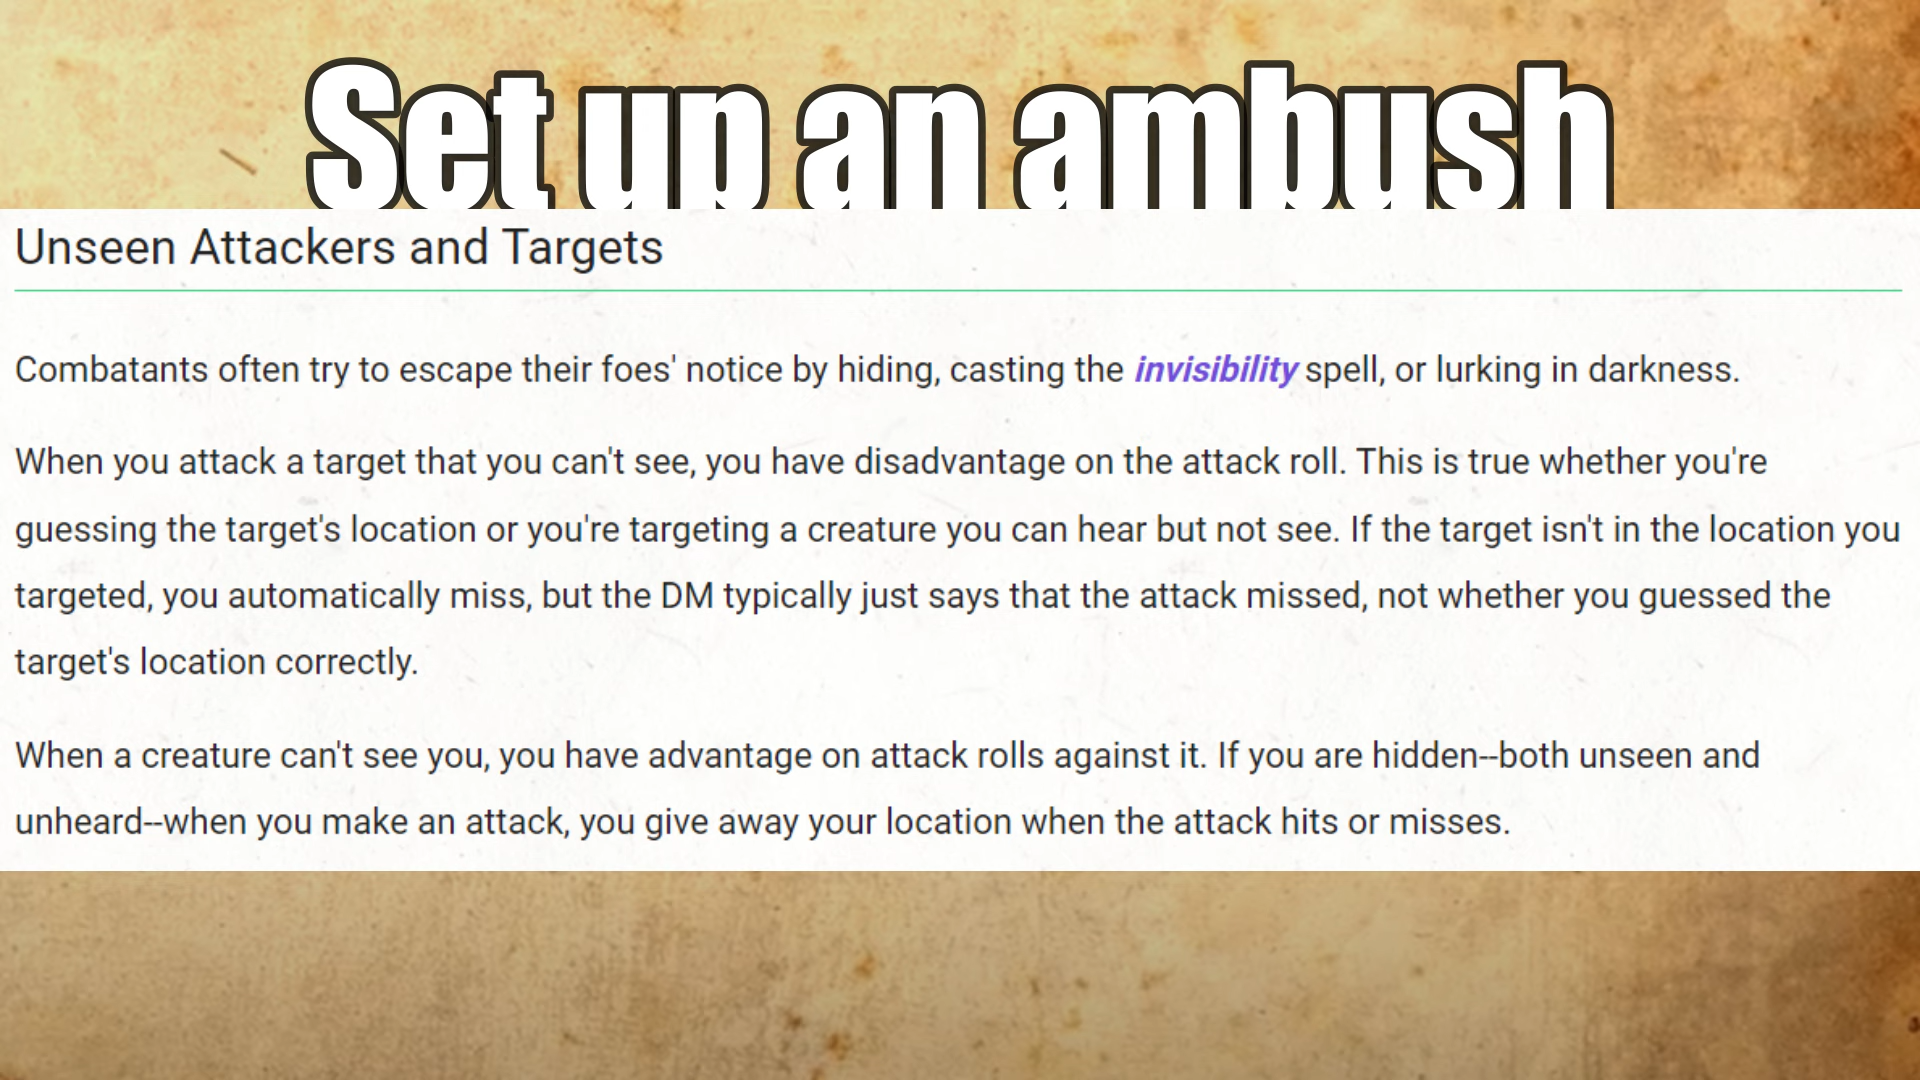 Set up an ambush
Unseen Attackers and Targets
Combatants often try to escape their foes' notice by hiding, casting the invisibility spell, or lurking in darkness.
When you attack a target that you can't see, you have disadvantage on the attack roll. This is true whether you're
guessing the target's location or you're targeting a creature you can hear but not see. If the target isn't in the location you
targeted, you automatically miss, but the DM typically just says that the attack missed, not whether you guessed the
target's location correctly.
When a creature can't see you, you have advantage on attack rolls against it. If you are hidden--both unseen and
unheard--when you make an attack, you give away your location when the attack hits or misses.